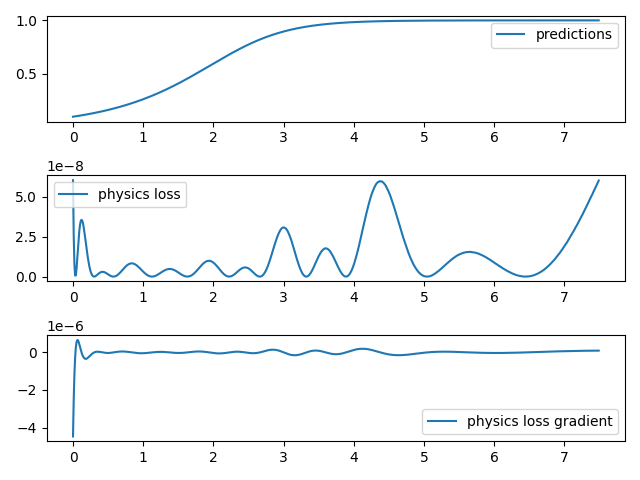 1.0
predictions
0.5
0 1 2 3 4 5 6 7
1e−8
physics loss
5.0
2.5
0.0
0 1 2 3 4 5 6 7
1e−6
0
−2
−4
physics loss gradient
0 1 2 3 4 5 6 7